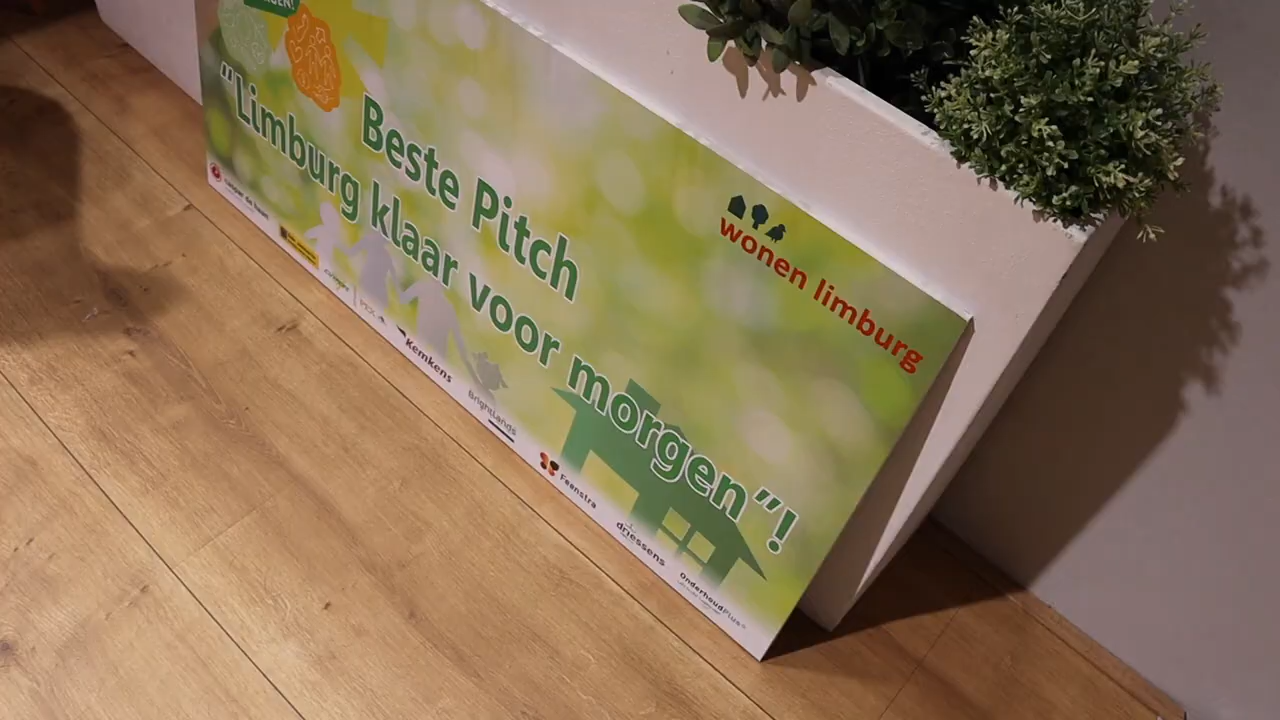 Beste Pitch
"Limburg klaar voor morgen"!
wonen limburg
Kemkens
Brightlands
Feenstra
driessens
OnderhoudPlus